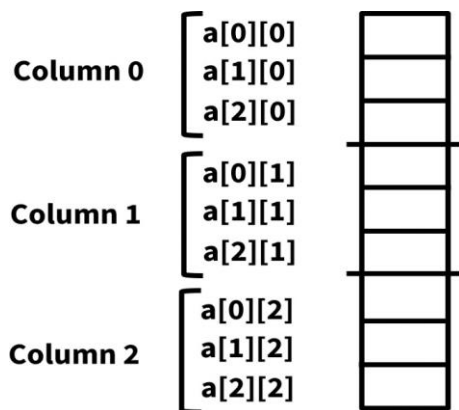 a[0][0]
Column 0
a[1][0]
a[2][0]
a[0][1]
Column 1
a[1][1]
a[2][1]
a[0][2]
Column 2
a[1][2]
a[2][2]